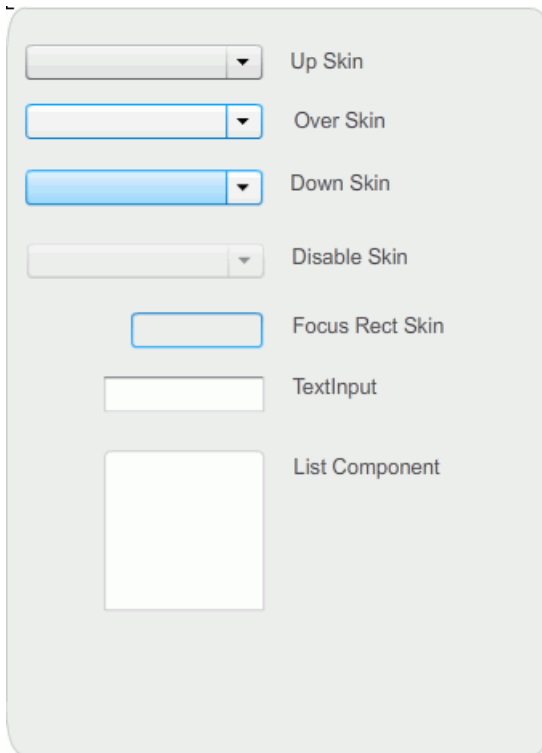 Up Skin
Over Skin
Down Skin
Disable Skin
Focus Rect Skin
TextInput
List Component